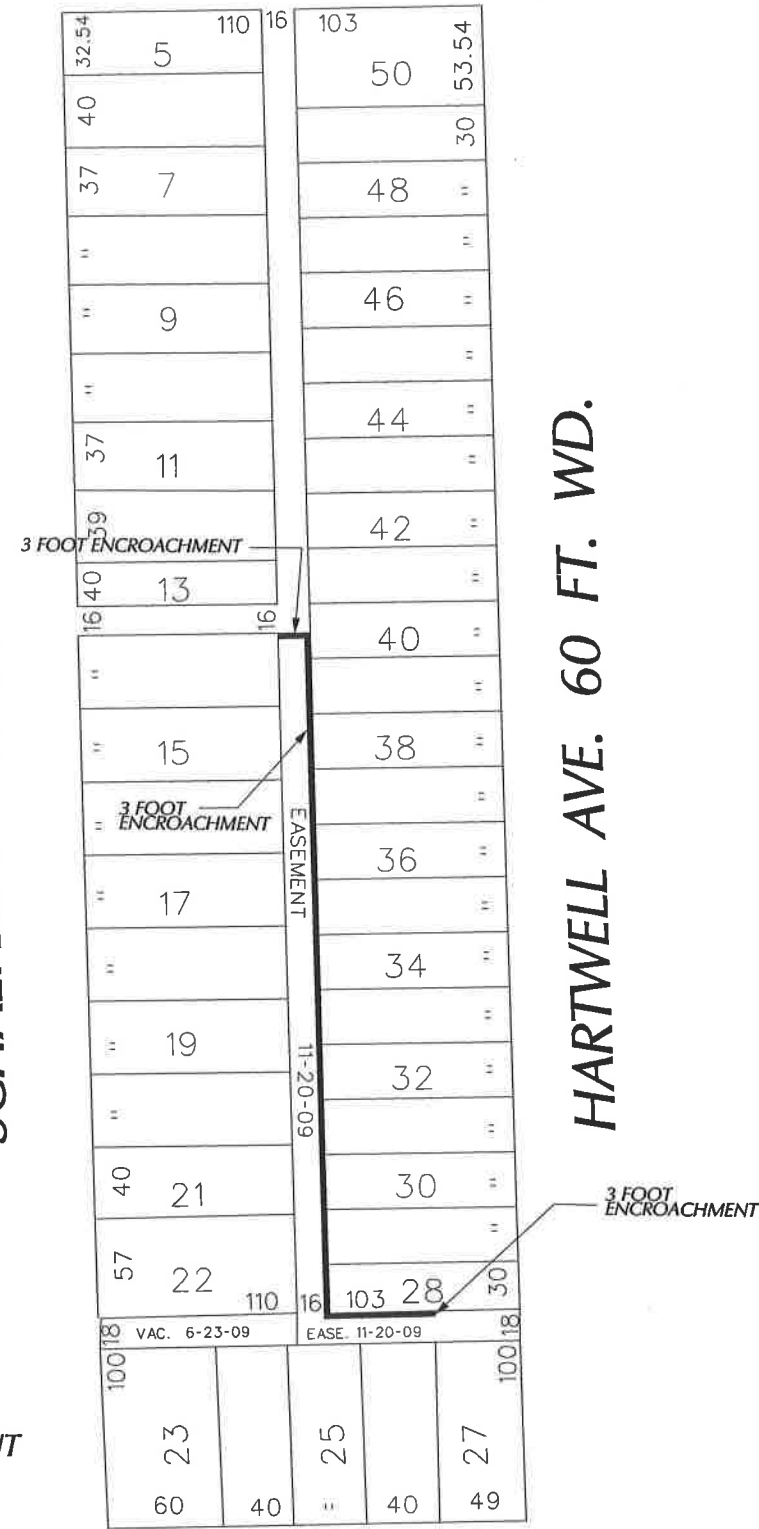 32.54 5 110 16 103 50 53.54
40 30
37 7 48 "
" "
" 9 46 "
" "
37 11 44 "
"
39 42 "
3 FOOT ENCROACHMENT
40 13
16 16 40 "
" "
" 15 38 "
" 3 FOOT
ENCROACHMENT "
EASEMENT 11-20-09
" 17 36 "
"
" 34 "
" 19 32 "
" "
40 21 30 "
3 FOOT
ENCROACHMENT
"
57 22 110 16 103 28 30
18 VAC. 6-23-09 EASE. 11-20-09 18
100 100
23 25 27
60 40 " 40 49
HARTWELL AVE. 60 FT. WD.